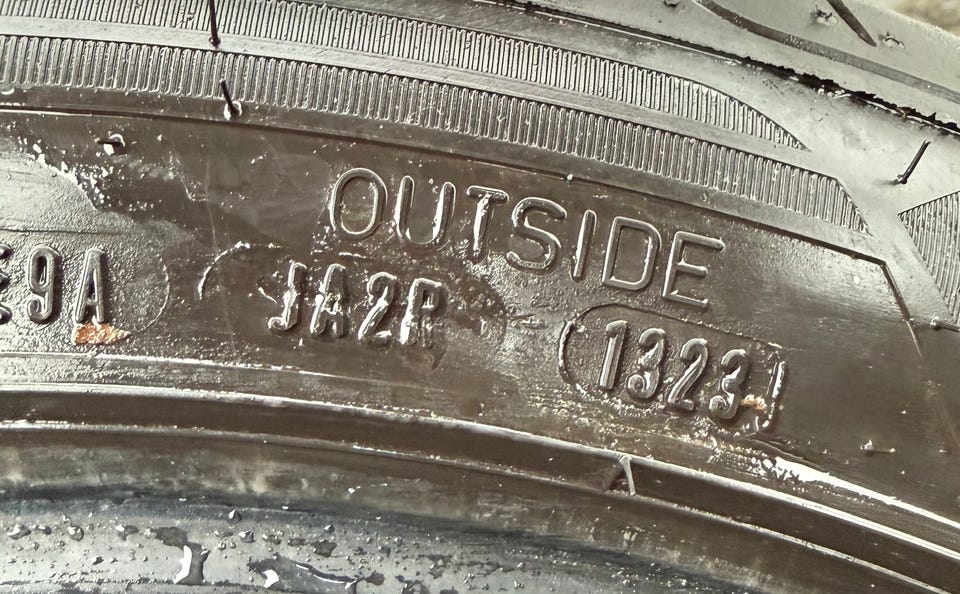 OUTSIDE
9A JA2R 1323